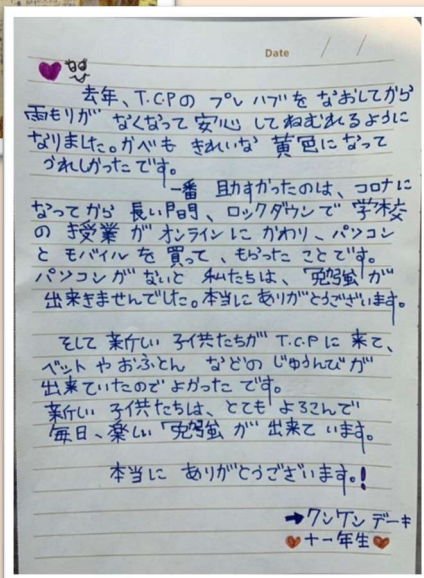 Date / /
去年、T.C.Pの プレハブを なおしてから
雨もりが なくなって 安心 してねむれるように
なりました。かべも きれいな 黄色になって
うれしかったです。
一番 助すかったのは、コロナに
なってから 長い間、ロックダウンで 学校
の 授業が オンラインに かわり、パソコン
と モバイルを 買って、もらった ことです。
パソコンがないと 私たちは、勉強が
出来きませんでした。本当に ありがとうございます。
そして 新しい 子供たちが T.C.Pに 来て、
ベットや おふとん などの じゅうんびが
出来ていたので よかった です。
新しい 子供たちは、とても よろこんで
毎日、楽しい 勉強 が 出来て います。
本当に ありがとうございます。!
→クンケン デーキ
十一年生